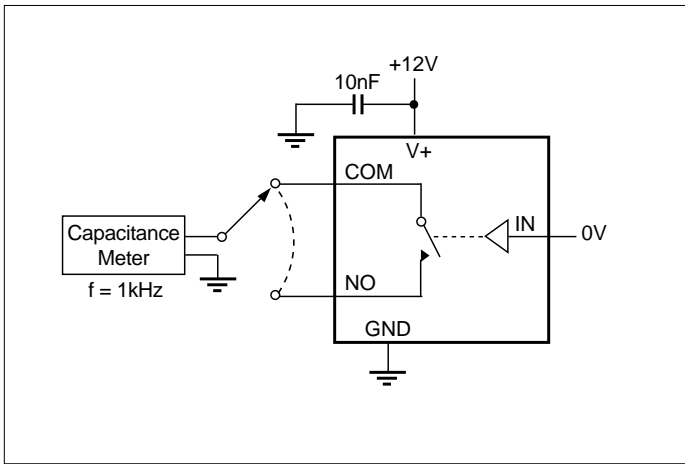 +12V
10nF
V+
COM
IN
0V
Capacitance
Meter
f = 1kHz
NO
GND